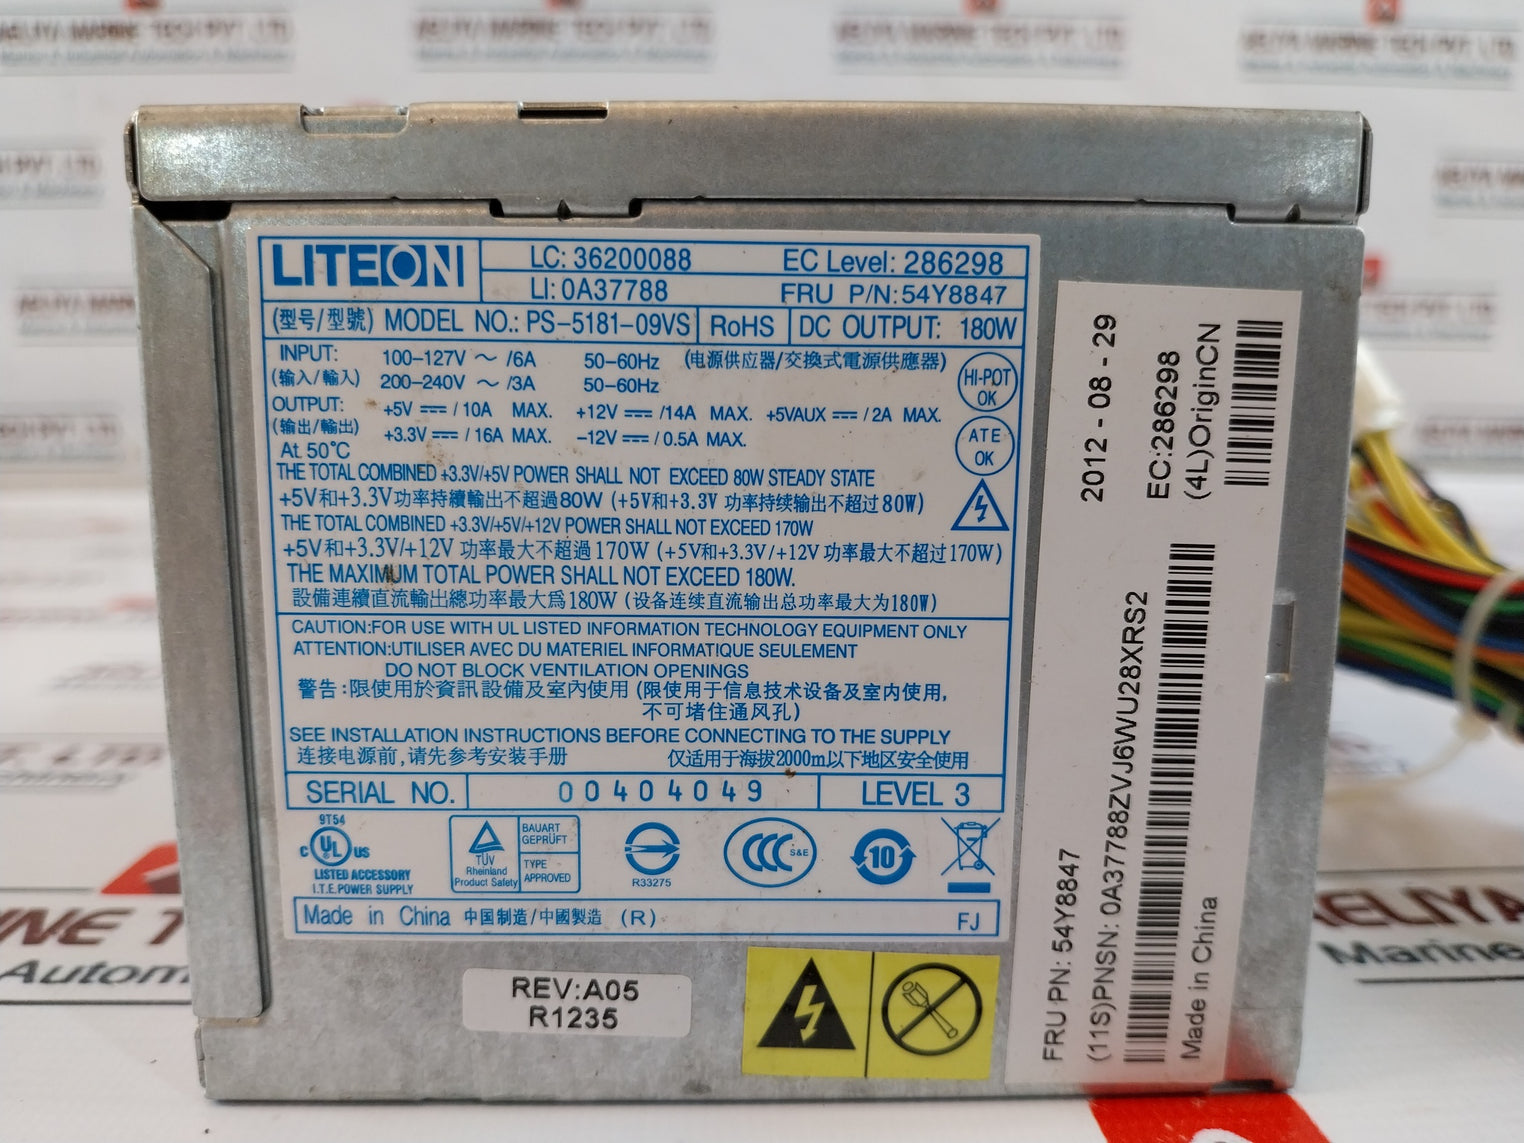 LITEON
LC: 36200088
EC Level: 286298
LI: 0A37788
FRU P/N: 54Y8847
(型号/型號) MODEL NO.: PS-5181-09VS
RoHS
DC OUTPUT: 180W
INPUT: 100-127V ～ /6A 50-60Hz (电源供应器/交換式電源供應器)
(输入/輸入) 200-240V ～ /3A 50-60Hz
HI-POT
OK
OUTPUT: +5V ⎓ / 10A MAX. +12V ⎓ /14A MAX. +5VAUX ⎓ / 2A MAX.
(输出/輸出) +3.3V ⎓ / 16A MAX. -12V ⎓ / 0.5A MAX.
At 50°C
ATE
OK
THE TOTAL COMBINED +3.3V/+5V POWER SHALL NOT EXCEED 80W STEADY STATE
+5V和+3.3V功率持續輸出不超過80W (+5V和+3.3V 功率持续输出不超过80W)
THE TOTAL COMBINED +3.3V/+5V/+12V POWER SHALL NOT EXCEED 170W
+5V和+3.3V/+12V 功率最大不超過170W (+5V和+3.3V/+12V 功率最大不超过170W)
THE MAXIMUM TOTAL POWER SHALL NOT EXCEED 180W.
設備連續直流輸出總功率最大爲180W (设备连续直流输出总功率最大为180W)
CAUTION:FOR USE WITH UL LISTED INFORMATION TECHNOLOGY EQUIPMENT ONLY
ATTENTION:UTILISER AVEC DU MATERIEL INFORMATIQUE SEULEMENT
DO NOT BLOCK VENTILATION OPENINGS
警告:限使用於資訊設備及室內使用 (限使用于信息技术设备及室内使用,
不可堵住通风孔)
SEE INSTALLATION INSTRUCTIONS BEFORE CONNECTING TO THE SUPPLY
连接电源前,请先参考安装手册 仅适用于海拔2000m以下地区安全使用
SERIAL NO. 00404049 LEVEL 3
9T54
c UL us
LISTED ACCESSORY
I.T.E. POWER SUPPLY
TÜV
Rheinland
Product Safety
BAUART
GEPRÜFT
TYPE
APPROVED
R33275
CCC S&E
10
Made in China 中国制造/中國製造 (R) FJ
REV:A05
R1235
2012 - 08 - 29
EC:286298
(4L)OriginCN
FRU PN: 54Y8847
(11S)PNSN: 0A37788ZVJ6WU28XRS2
Made in China